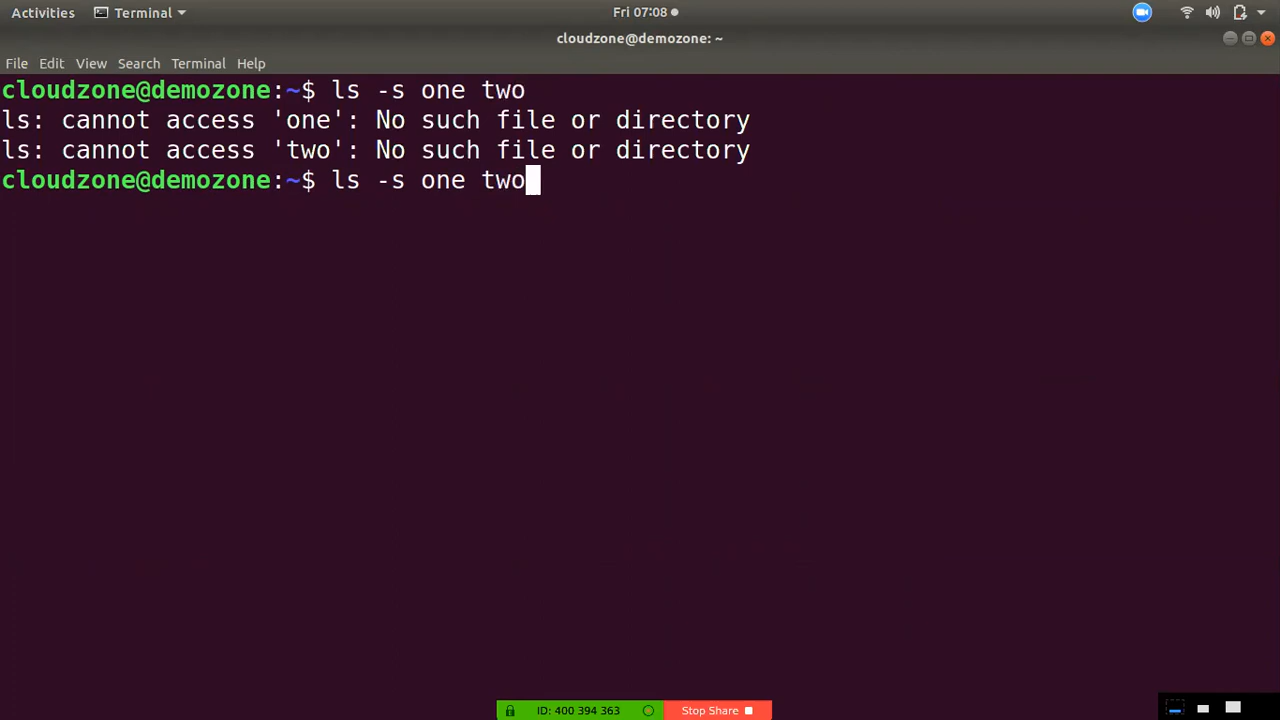 Activities Terminal Fri 07:08
cloudzone@demozone: ~
File Edit View Search Terminal Help
cloudzone@demozone:~$ ls -s one two
ls: cannot access 'one': No such file or directory
ls: cannot access 'two': No such file or directory
cloudzone@demozone:~$ ls -s one two
ID: 400 394 363 Stop Share